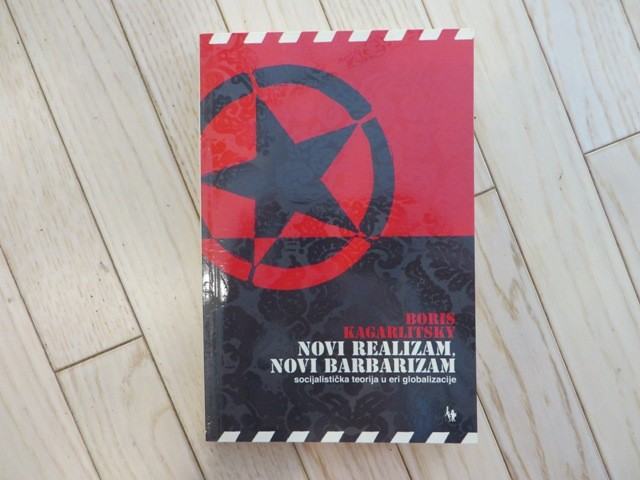 BORIS
KAGARLITSKY
NOVI REALIZAM,
NOVI BARBARIZAM
socijalistička teorija u eri globalizacije